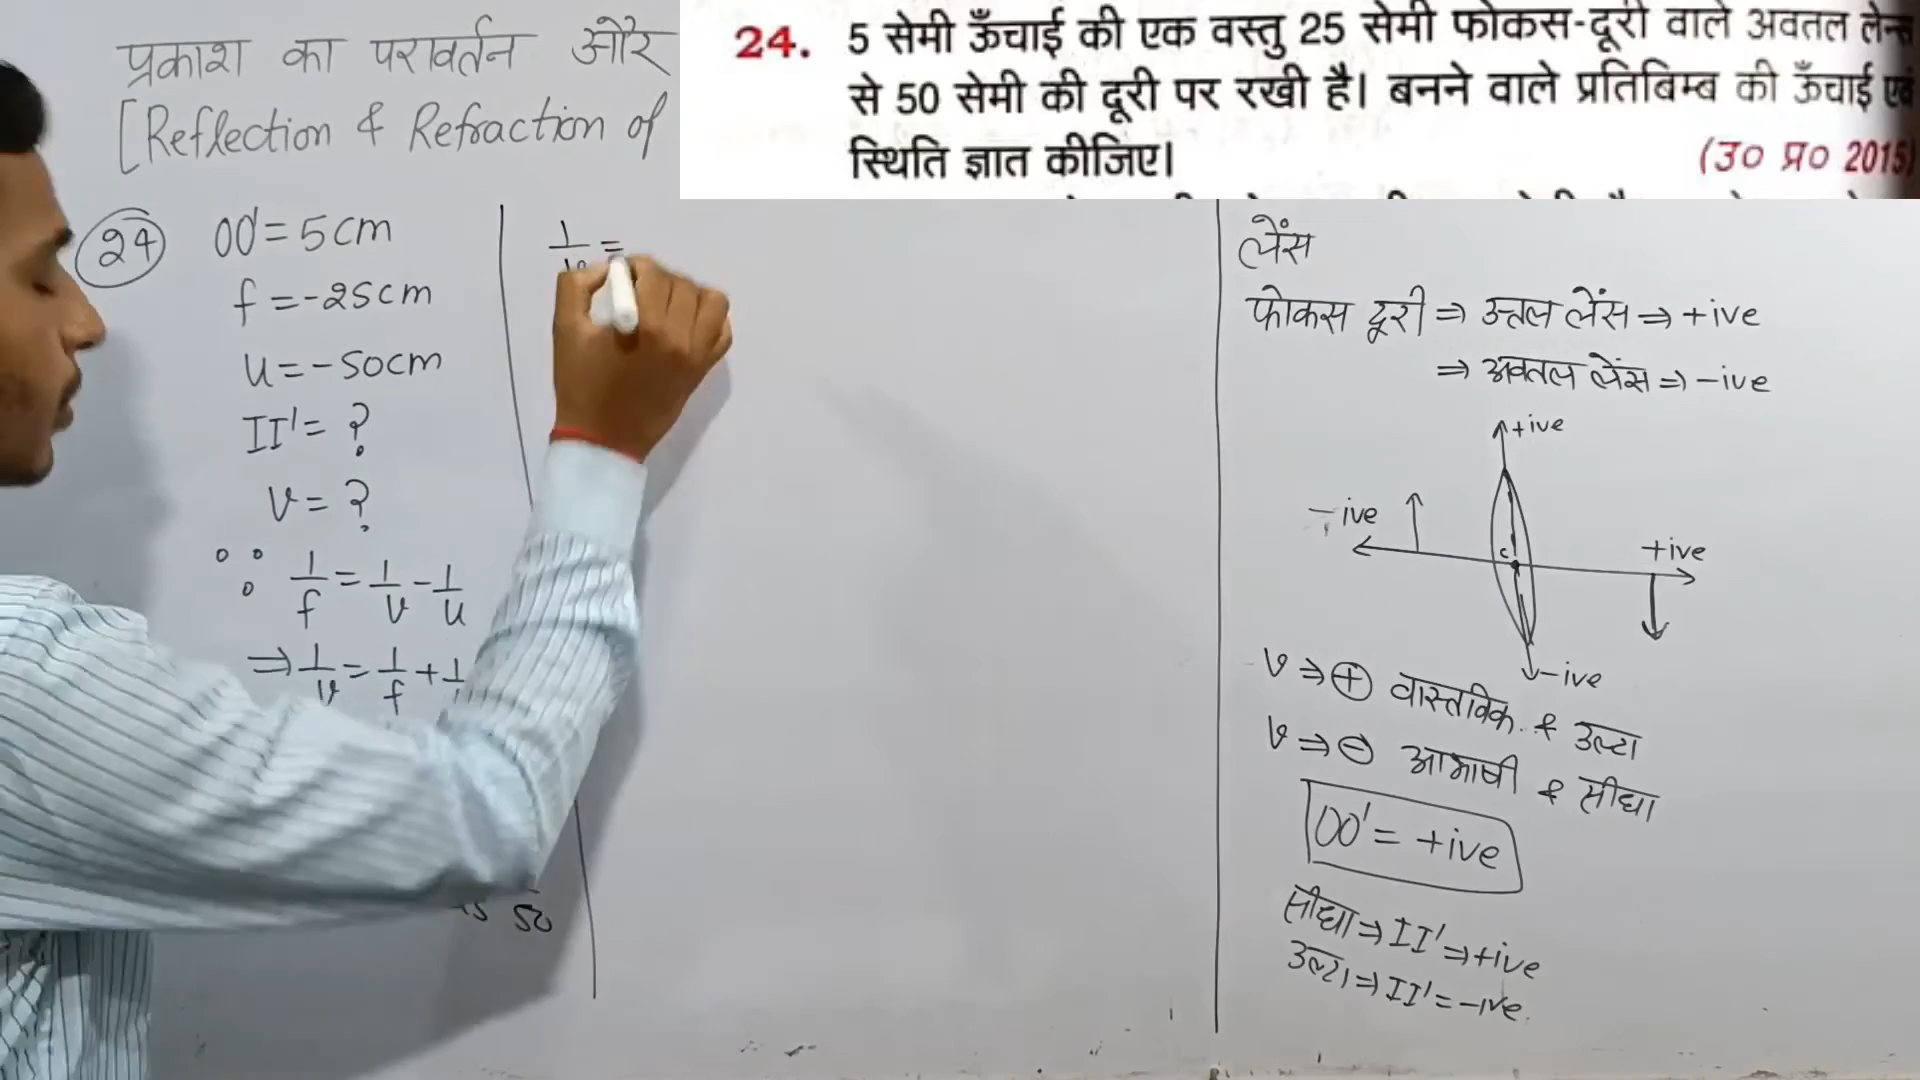 प्रकाश का परावर्तन और
[Reflection & Refraction of
24. 5 सेमी ऊँचाई की एक वस्तु 25 सेमी फोकस-दूरी वाले अवतल लेन्स
से 50 सेमी की दूरी पर रखी है। बनने वाले प्रतिबिम्ब की ऊँचाई एवं
स्थिति ज्ञात कीजिए।
(उ० प्र० 2015)
24 OO' = 5cm
f = -25cm
u = -50cm
II' = ?
v = ?
∵ 1/f = 1/v - 1/u
⇒ 1/v = 1/f + 1/
50
1/v =
लेंस
फोकस दूरी ⇒ उत्तल लेंस ⇒ +ive
⇒ अवतल लेंस ⇒ -ive
+ive
-ive
c
+ive
-ive
v ⇒ ⊕ वास्तविक & उल्टा
v ⇒ ⊖ आभाषी & सीधा
OO' = +ive
सीधा ⇒ II' ⇒ +ive
उल्टा ⇒ II' = -ive